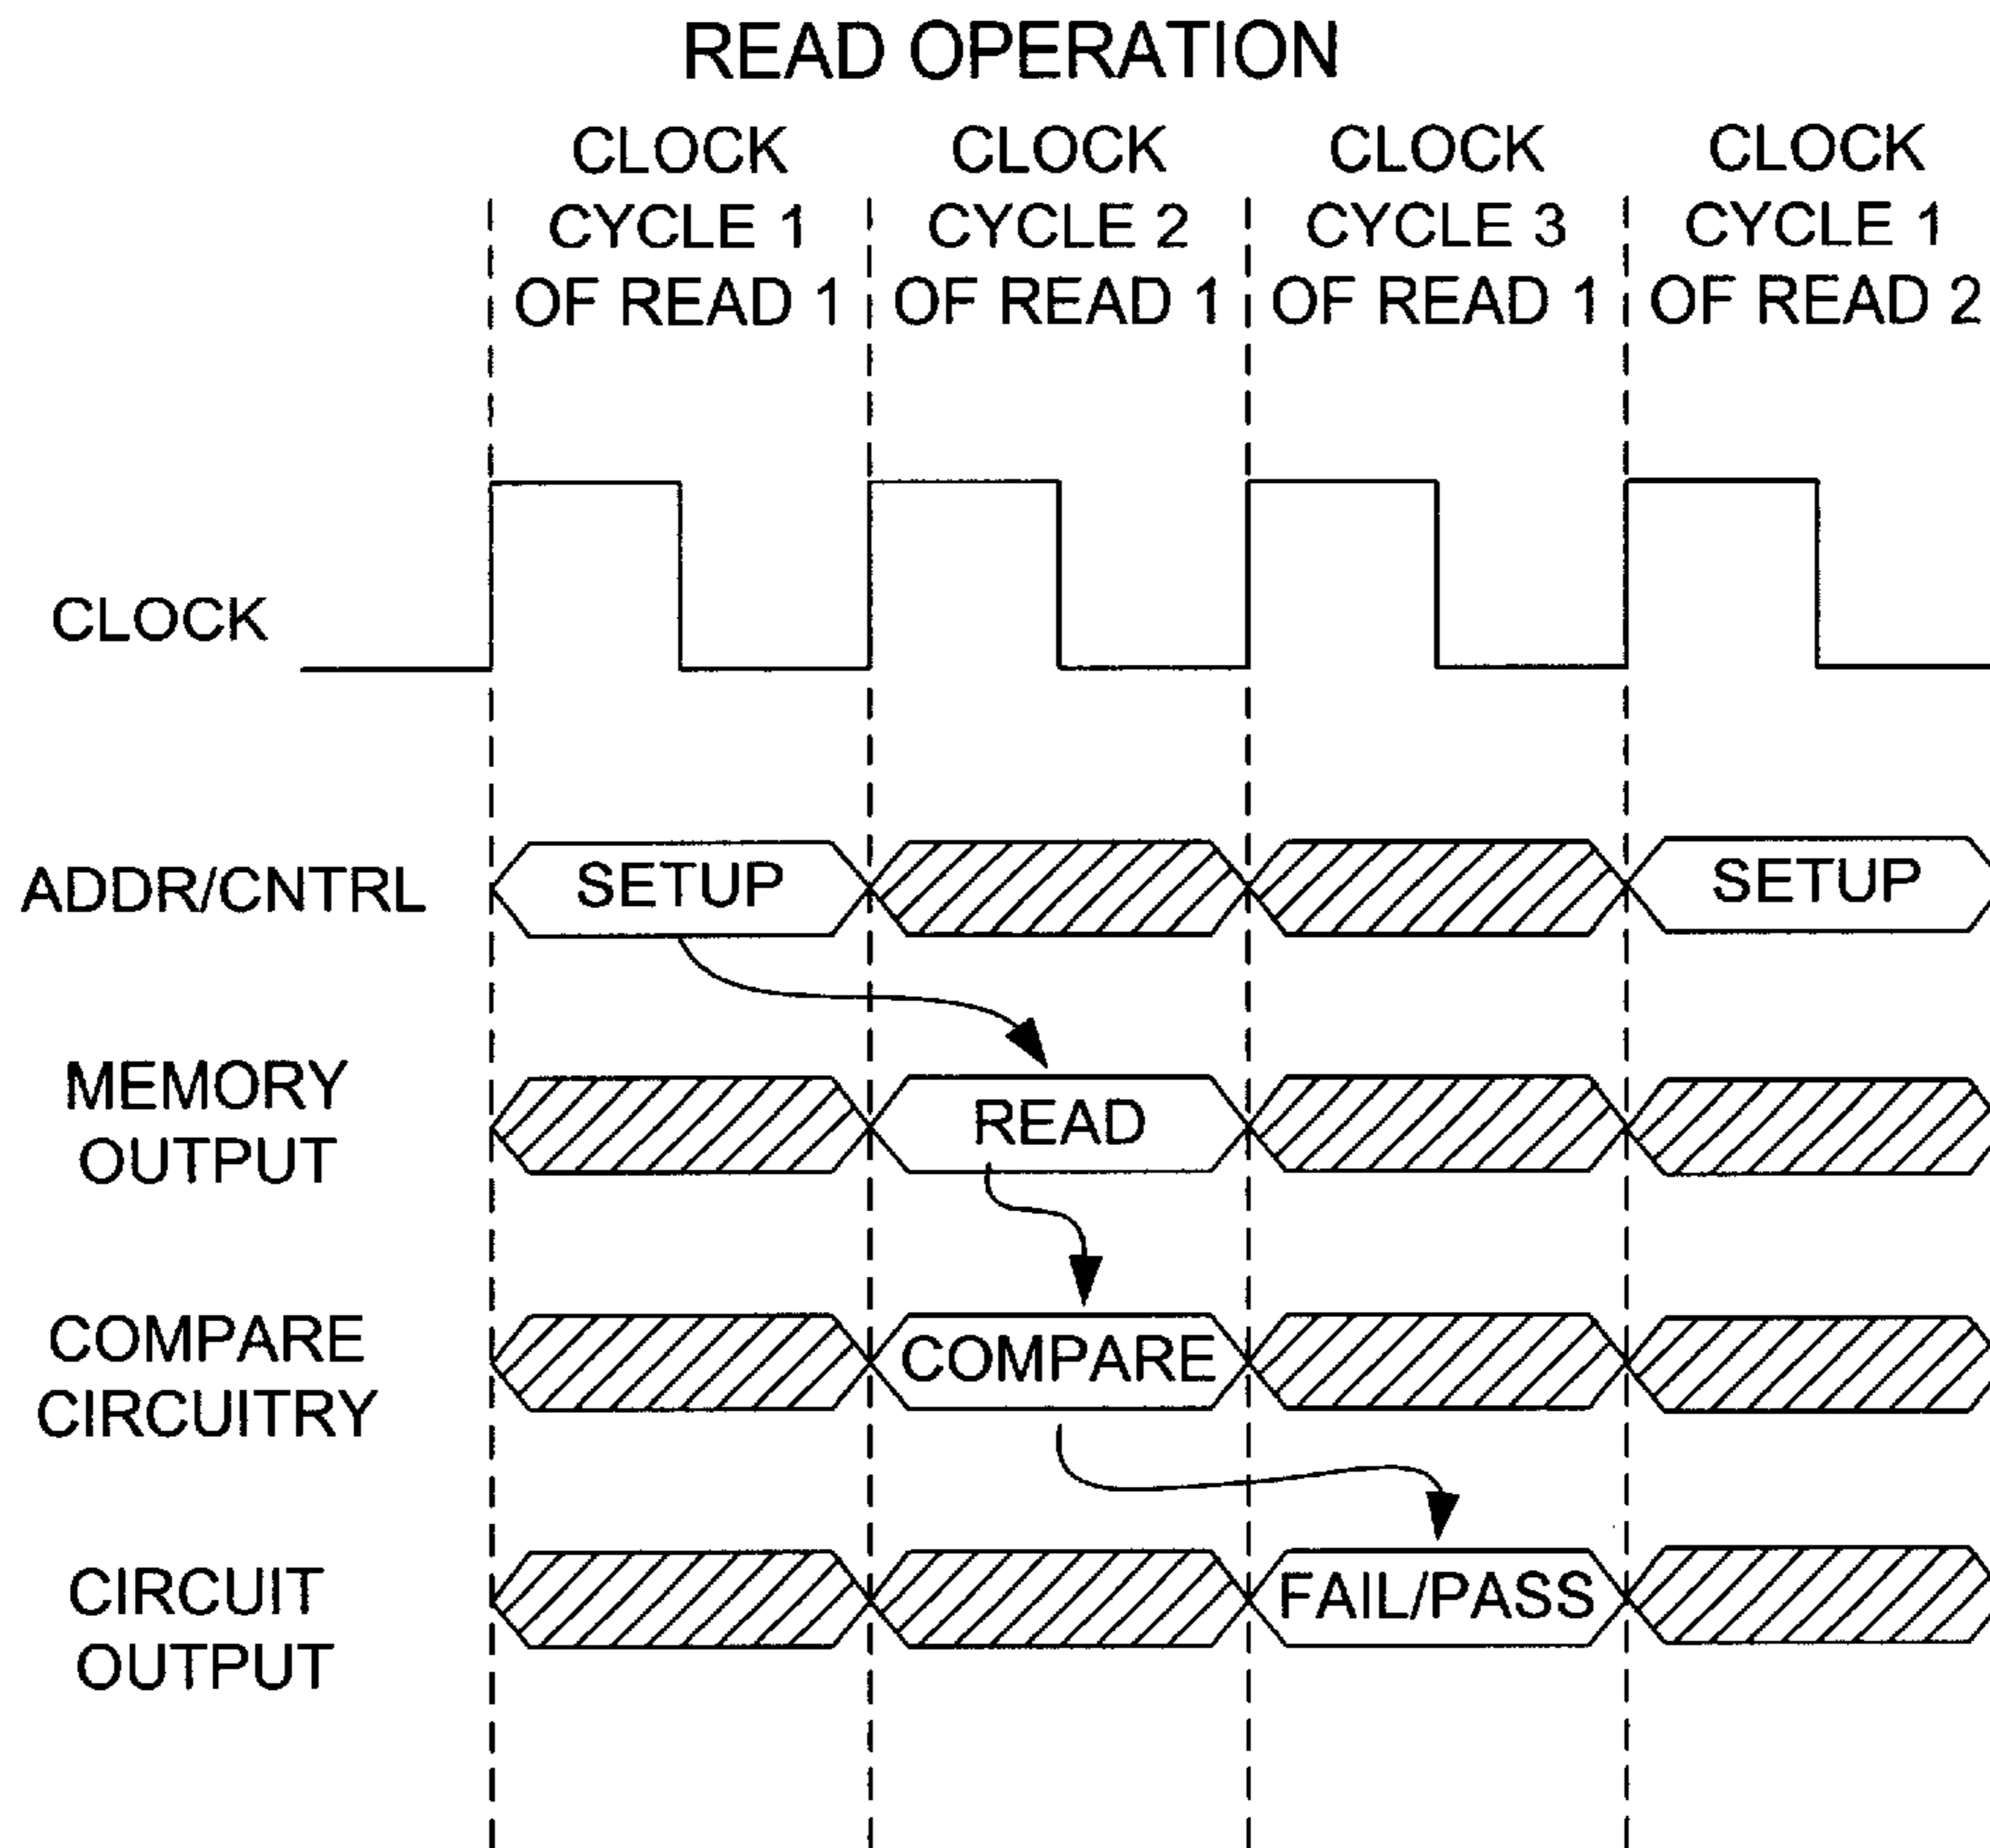 READ OPERATION
CLOCK
CYCLE 1
OF READ 1
CLOCK
CYCLE 2
OF READ 1
CLOCK
CYCLE 3
OF READ 1
CLOCK
CYCLE 1
OF READ 2
CLOCK
ADDR/CNTRL
SETUP
SETUP
MEMORY
OUTPUT
READ
COMPARE
CIRCUITRY
COMPARE
CIRCUIT
OUTPUT
FAIL/PASS